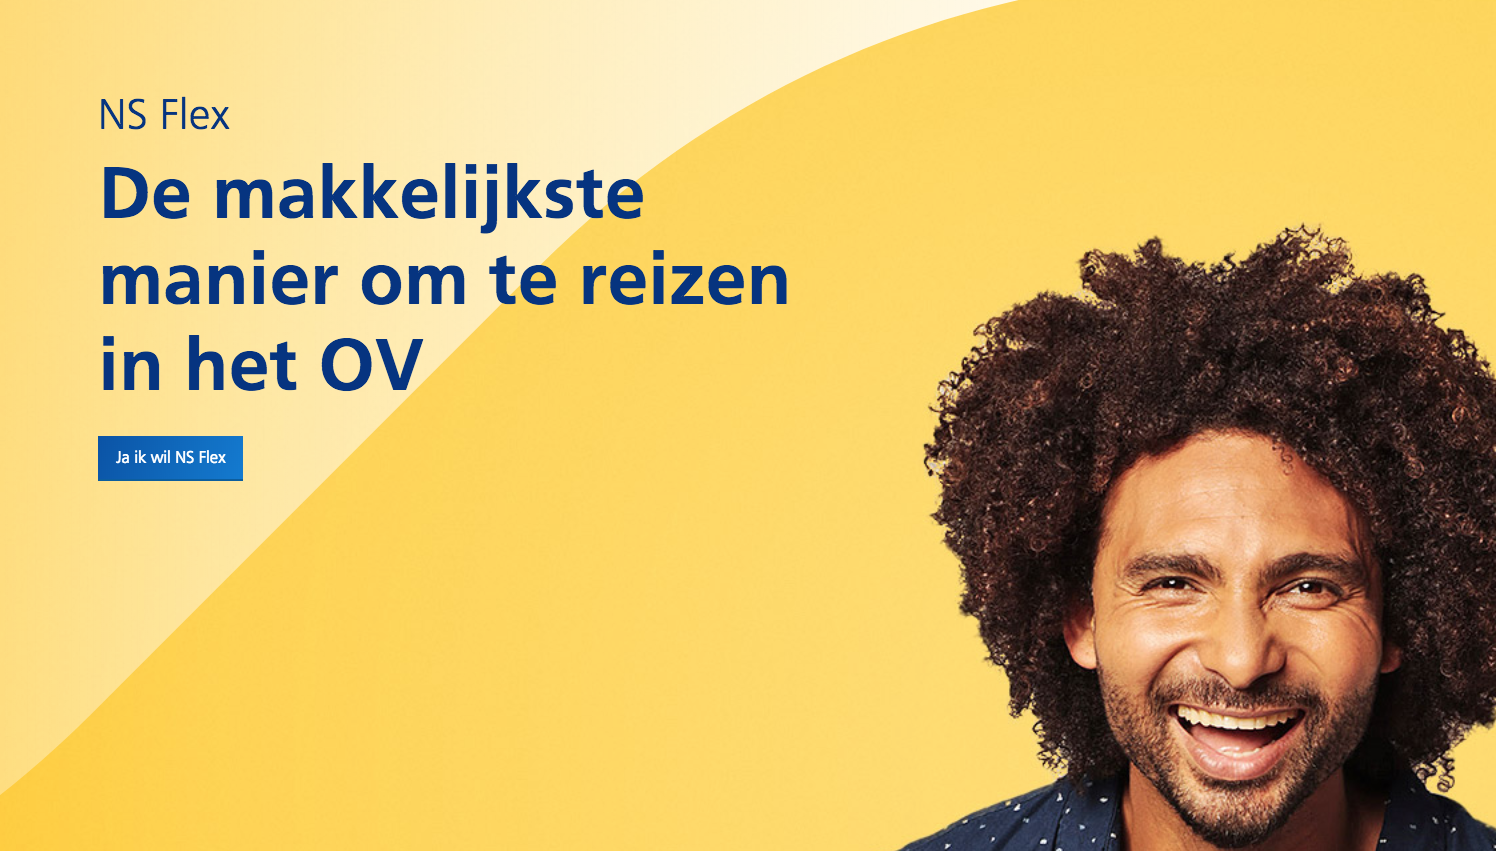 NS Flex
De makkelijkste
manier om te reizen
in het OV
Ja ik wil NS Flex